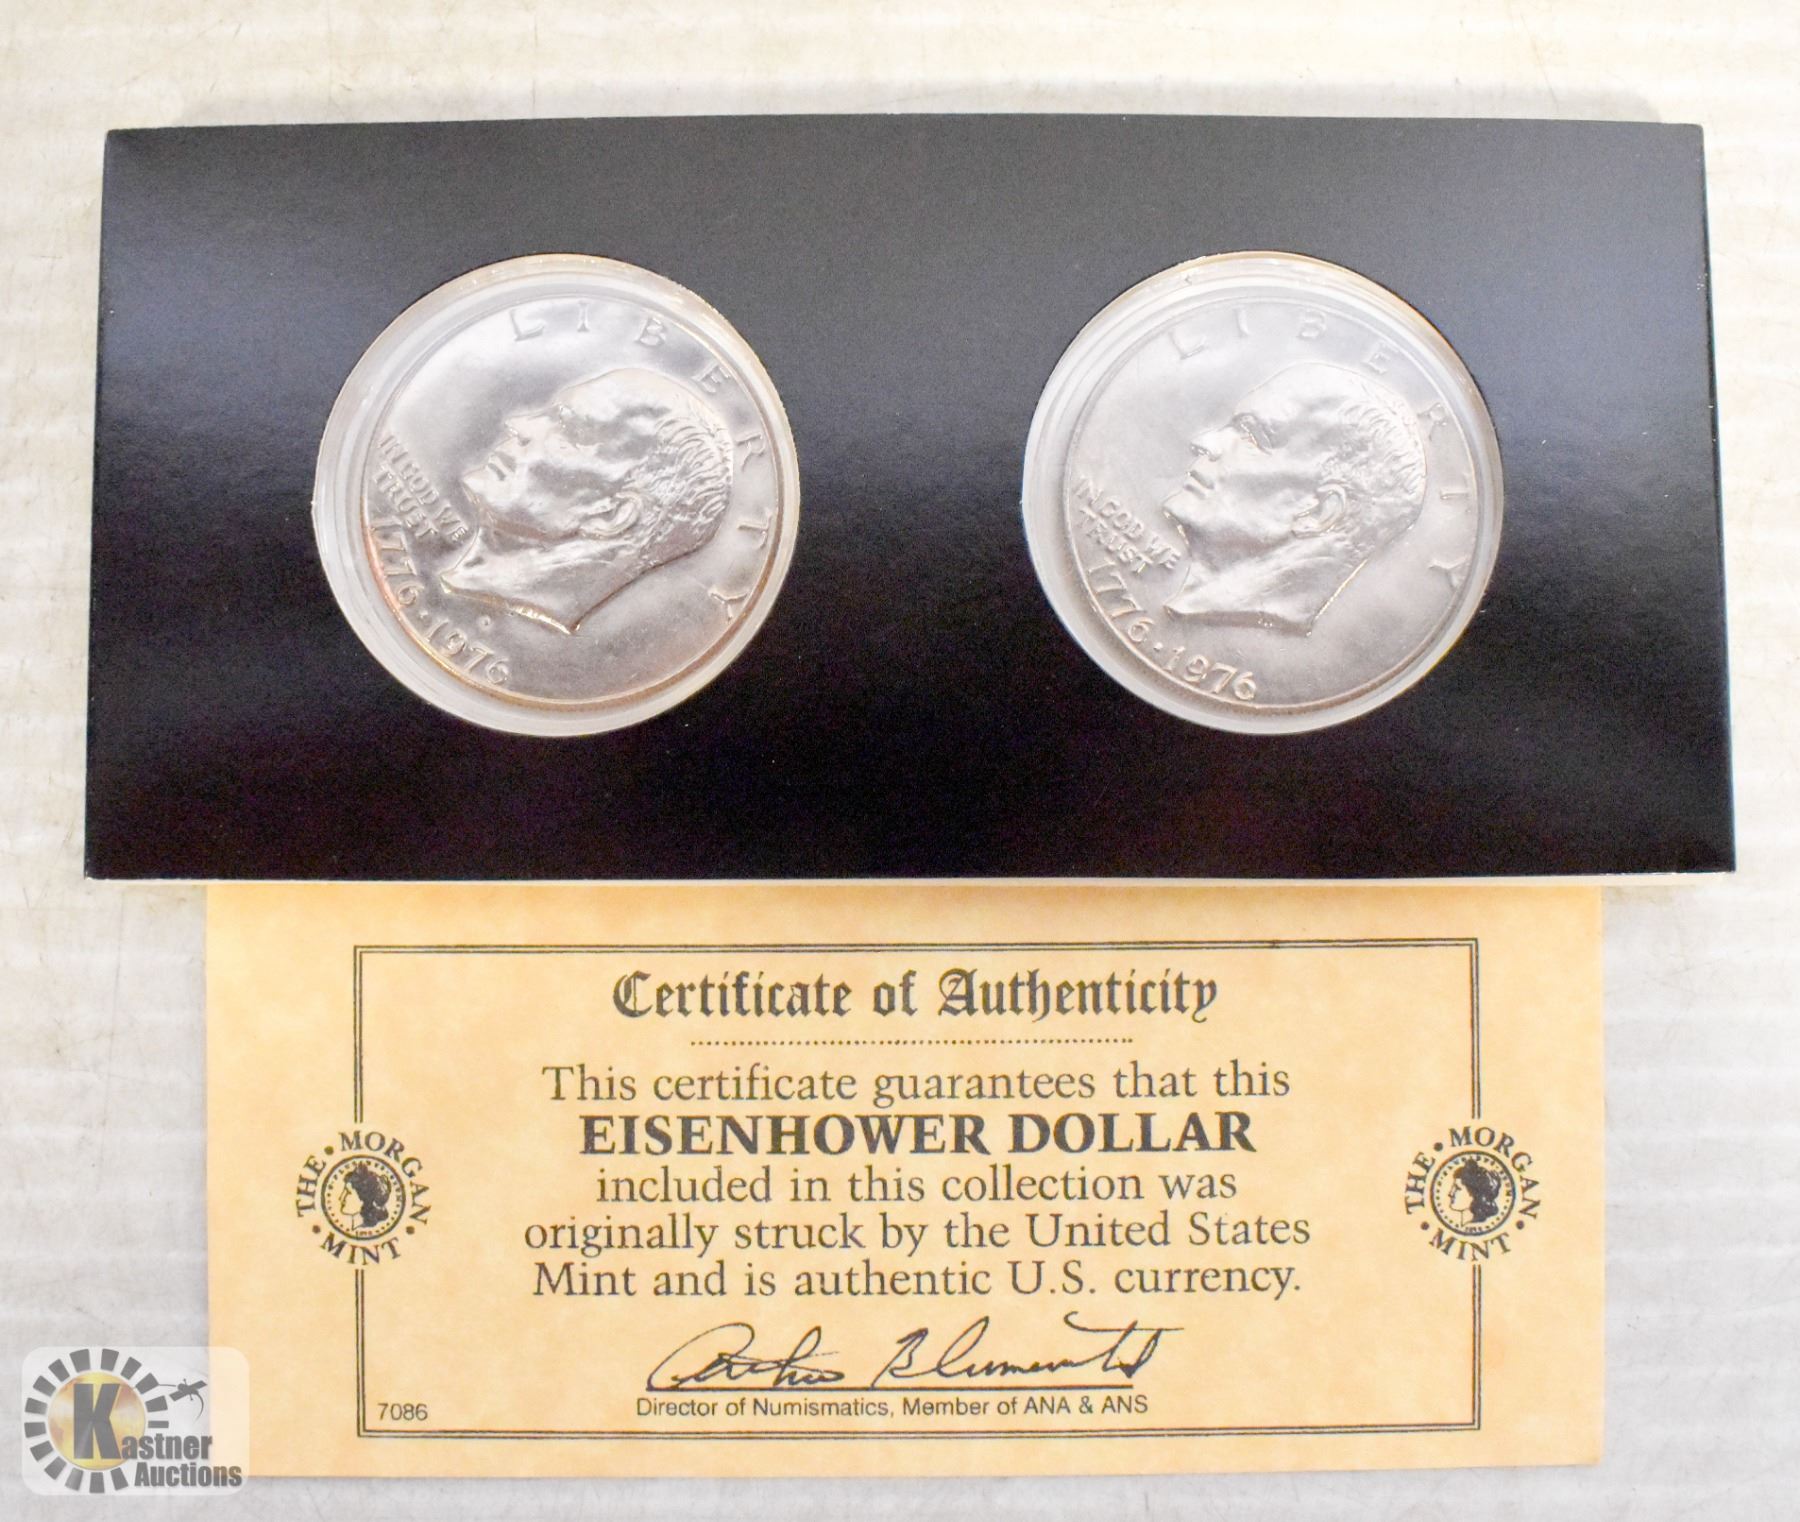 LIBERTY
IN GOD WE
TRUST
1776·1976
LIBERTY
IN GOD WE
TRUST
1776·1976
Certificate of Authenticity
This certificate guarantees that this
EISENHOWER DOLLAR
included in this collection was
originally struck by the United States
Mint and is authentic U.S. currency.
THE • MORGAN • MINT •
THE • MORGAN • MINT •
Director of Numismatics, Member of ANA & ANS
7086
Kastner
Auctions